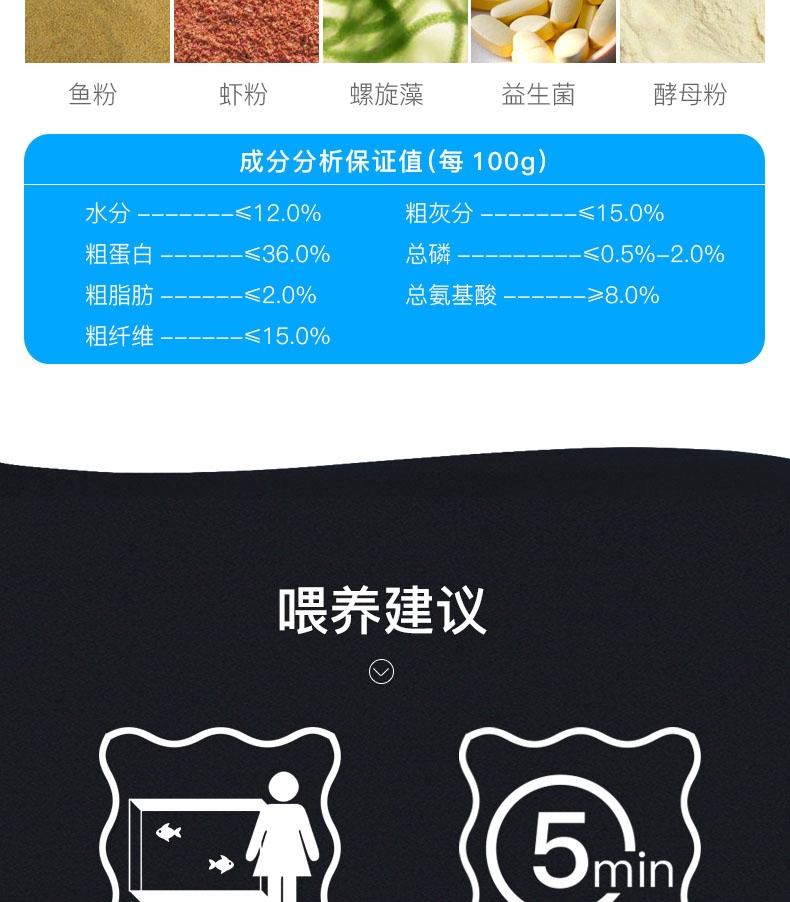 鱼粉 虾粉 螺旋藻 益生菌 酵母粉
成分分析保证值(每 100g)
水分 -------≤12.0% 粗灰分 -------≤15.0%
粗蛋白 ------≤36.0% 总磷 ---------≤0.5%-2.0%
粗脂肪 ------≤2.0% 总氨基酸 ------≥8.0%
粗纤维 ------≤15.0%
喂养建议
5min